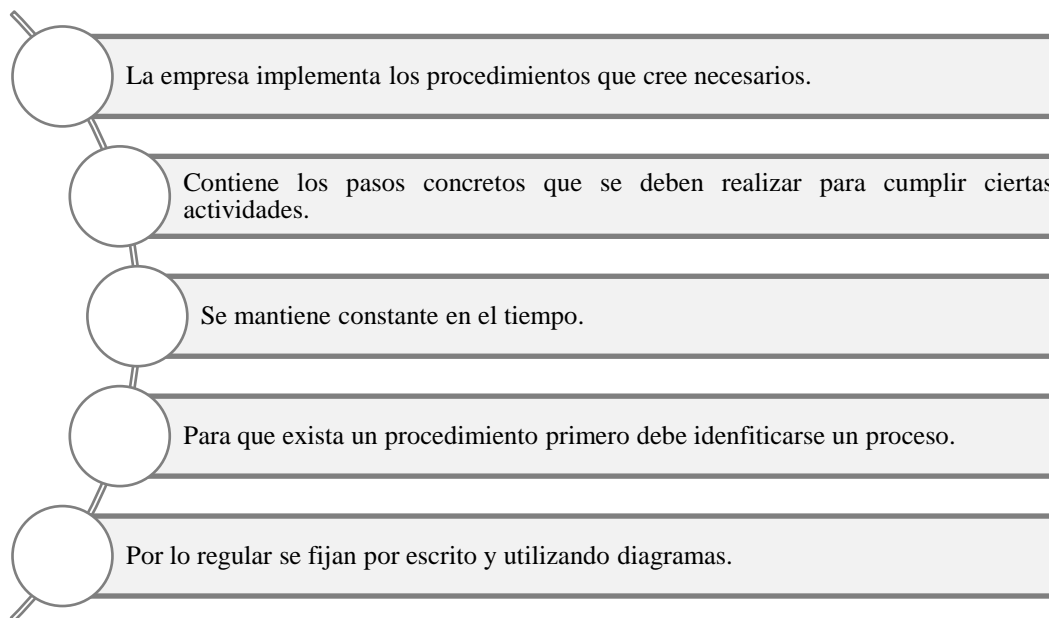 La empresa implementa los procedimientos que cree necesarios.
Contiene los pasos concretos que se deben realizar para cumplir ciertas
actividades.
Se mantiene constante en el tiempo.
Para que exista un procedimiento primero debe idenfiticarse un proceso.
Por lo regular se fijan por escrito y utilizando diagramas.